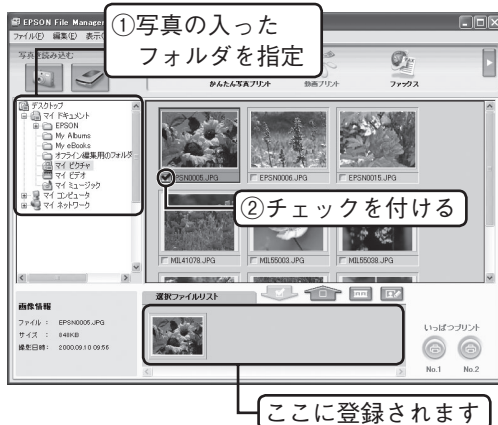 EPSON File Manager
①写真の入った
フォルダを指定
ファイル(F) 編集(E) 表示
写真を読み込む
かんたん写真プリント
動画プリント
ファックス
デスクトップ
マイ ドキュメント
EPSON
My Albums
My eBooks
オフライン編集用のフォルダ
マイ ピクチャ
マイ ビデオ
マイ ミュージック
マイ コンピュータ
マイ ネットワーク
EPSN0005.JPG
EPSN0006.JPG
EPSN0015.JPG
②チェックを付ける
MIL41078.JPG
MIL55003.JPG
MIL55038.JPG
選択ファイルリスト
画像情報
ファイル : EPSN0005.JPG
サイズ : 848KB
撮影日時: 2000.09.10 09:56
いっぱつプリント
No.1 No.2
ここに登録されます